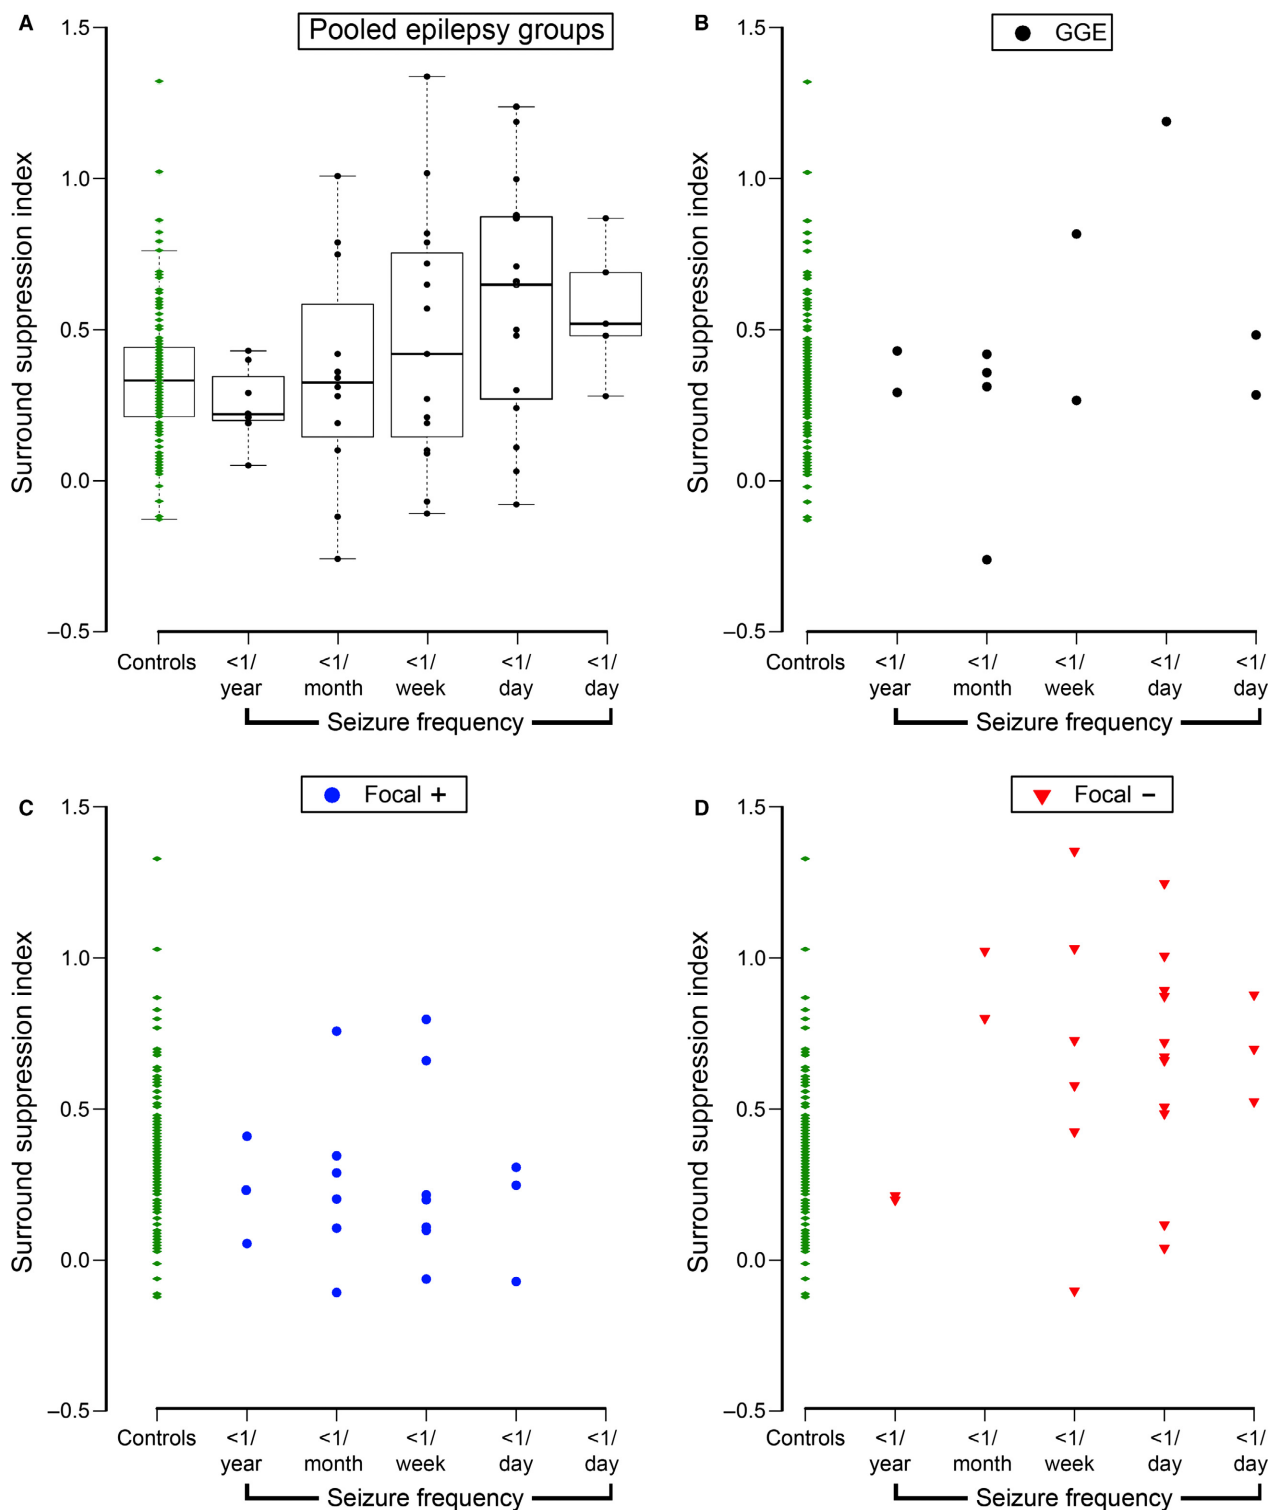 A
Pooled epilepsy groups
1.5
1.0
0.5
0.0
–0.5
Surround suppression index
Controls
<1/
year
<1/
month
<1/
week
<1/
day
<1/
day
Seizure frequency
B
GGE
1.5
1.0
0.5
0.0
–0.5
Surround suppression index
Controls
<1/
year
<1/
month
<1/
week
<1/
day
<1/
day
Seizure frequency
C
Focal +
1.5
1.0
0.5
0.0
–0.5
Surround suppression index
Controls
<1/
year
<1/
month
<1/
week
<1/
day
<1/
day
Seizure frequency
D
Focal –
1.5
1.0
0.5
0.0
–0.5
Surround suppression index
Controls
<1/
year
<1/
month
<1/
week
<1/
day
<1/
day
Seizure frequency